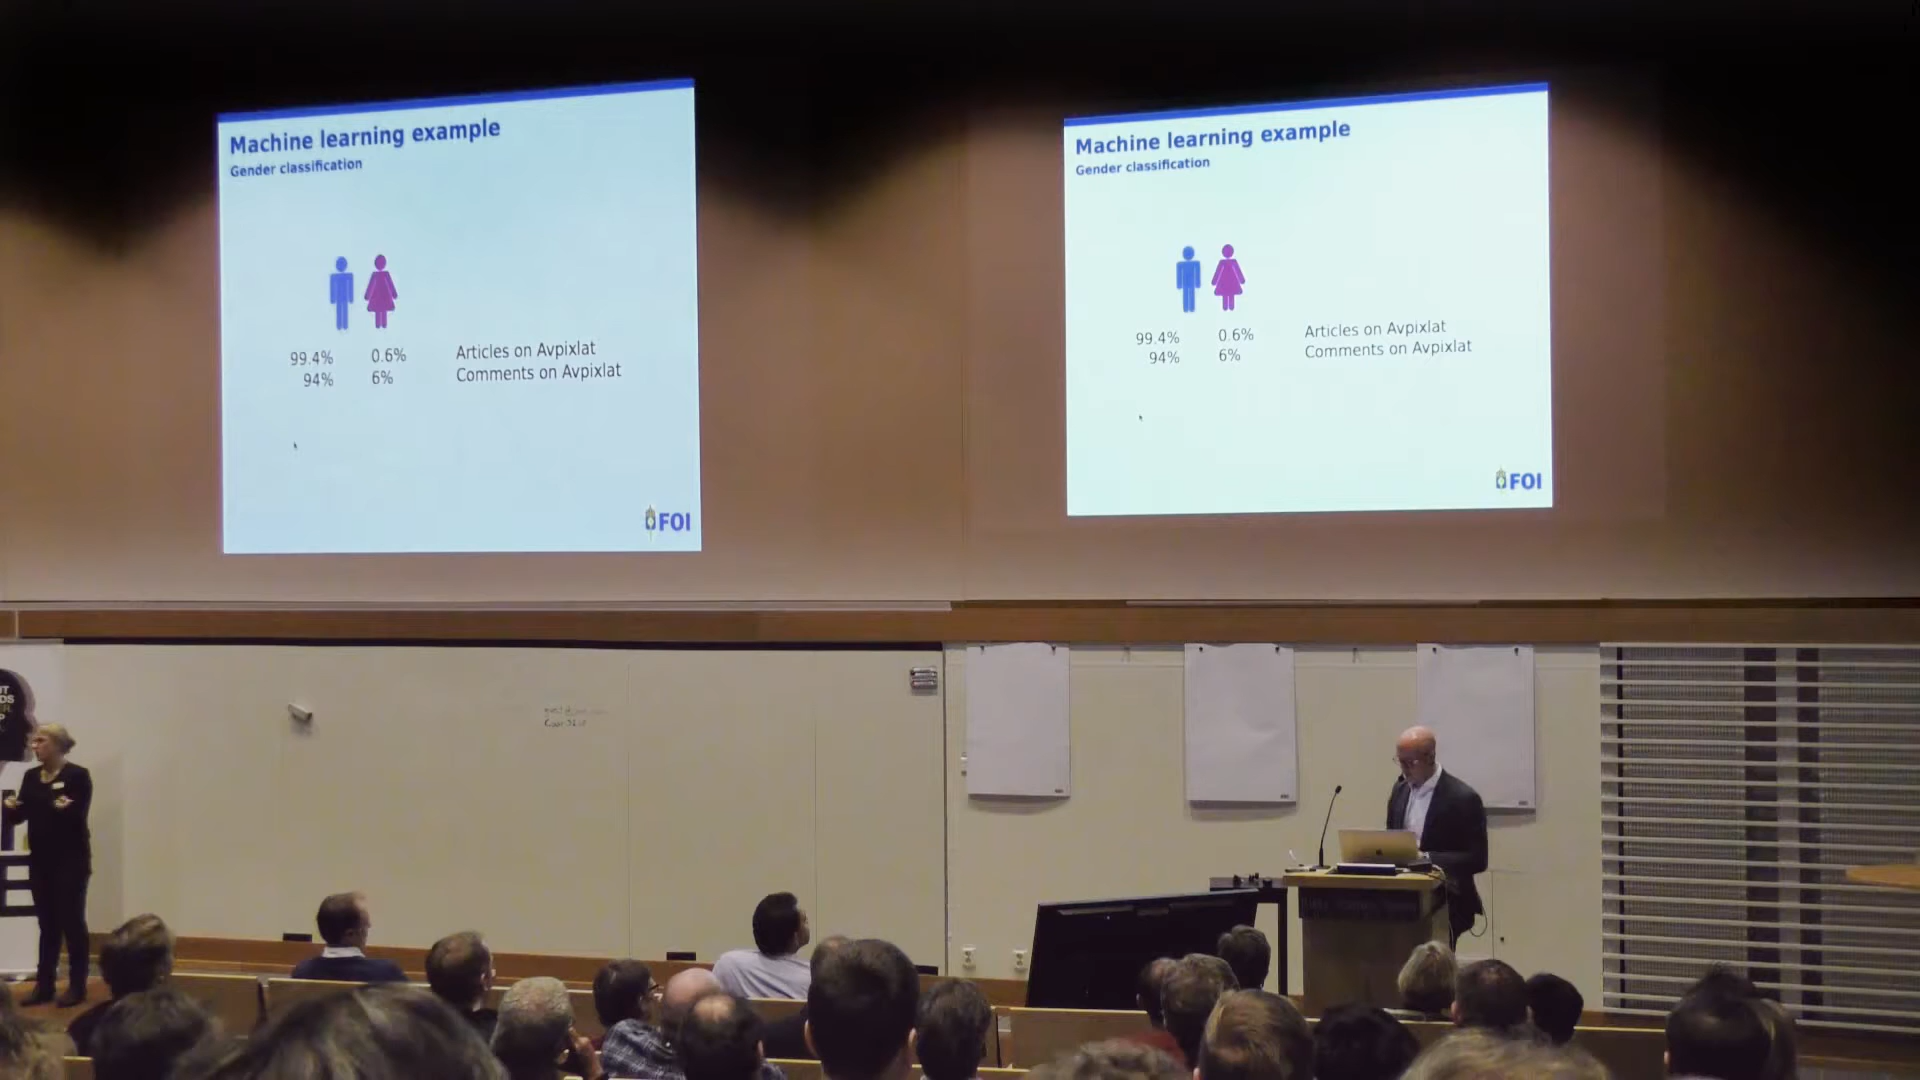 Machine learning example
Gender classification
99.4% 0.6% Articles on Avpixlat
94% 6% Comments on Avpixlat
FOI
Machine learning example
Gender classification
99.4% 0.6% Articles on Avpixlat
94% 6% Comments on Avpixlat
FOI